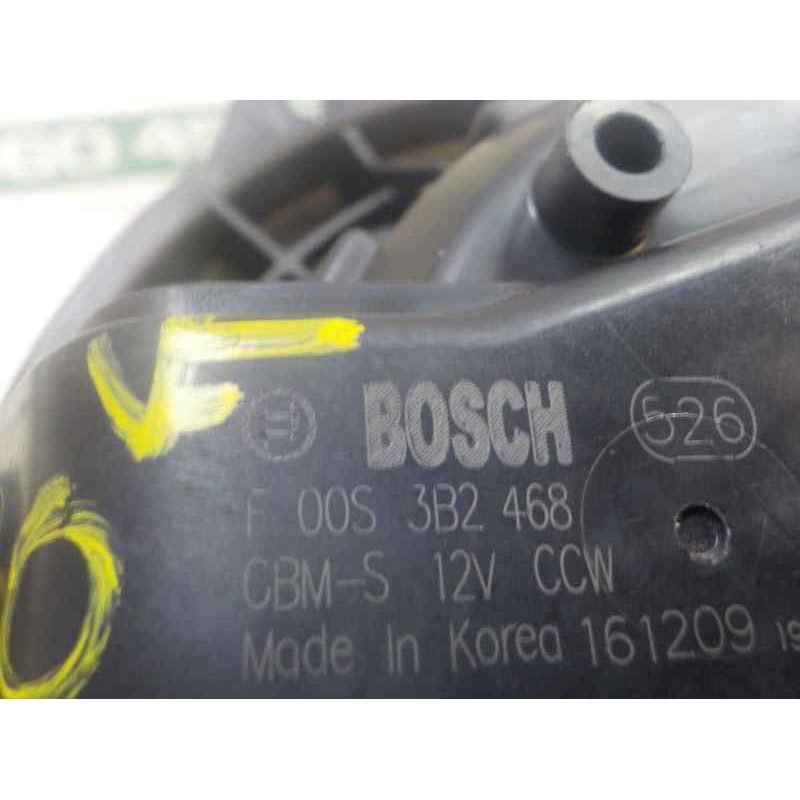 BOSCH 526
F 00S 3B2 468
CBM-S 12V CCW
Made In Korea 161209